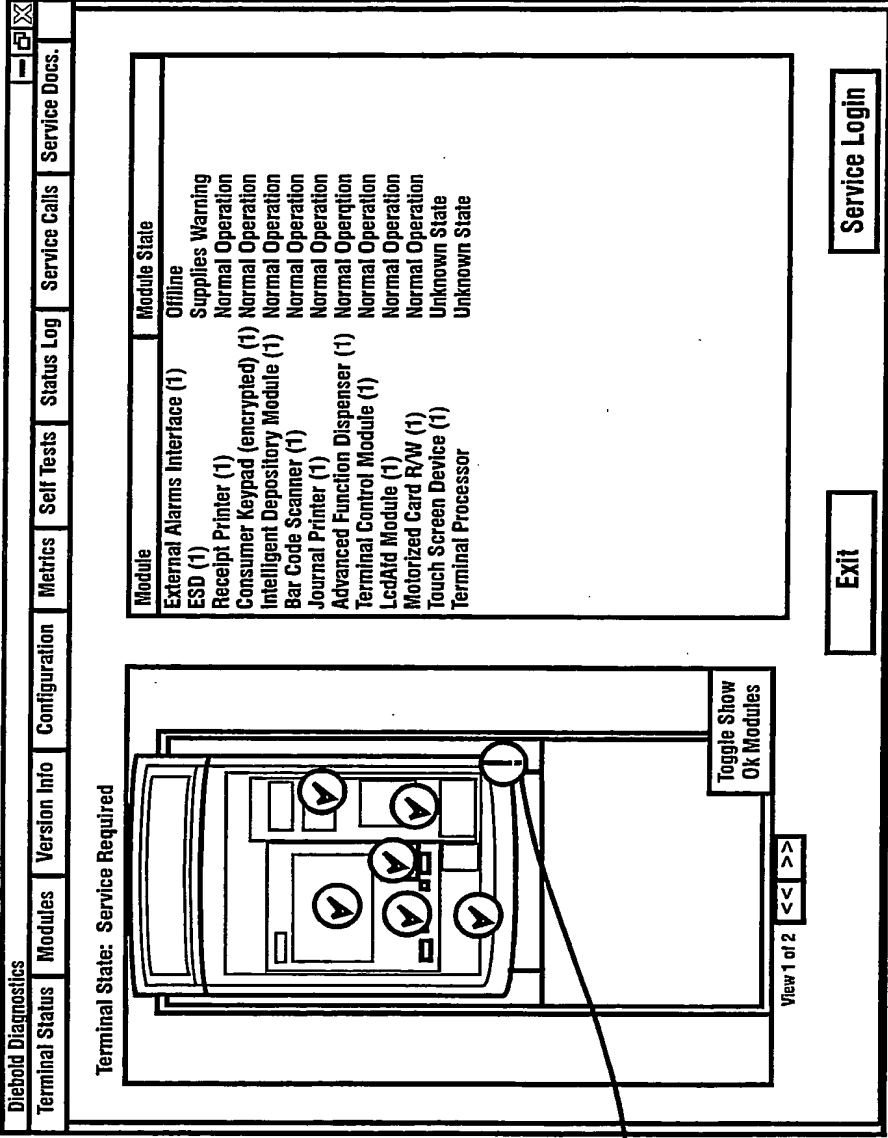 Diebold Diagnostics
Terminal Status Modules Version Info Configuration Metrics Self Tests Status Log Service Calls Service Docs.
Terminal State: Service Required
Toggle Show
Ok Modules
View 1 of 2 << >>
Module Module State
External Alarms Interface (1) Offline
ESD (1) Supplies Warning
Receipt Printer (1) Normal Operation
Consumer Keypad (encrypted) (1) Normal Operation
Intelligent Depository Module (1) Normal Operation
Bar Code Scanner (1) Normal Operation
Journal Printer (1) Normal Operation
Advanced Function Dispenser (1) Normal Operqtion
Terminal Control Module (1) Normal Operation
LcdAfd Module (1) Normal Operation
Motorized Card R/W (1) Normal Operation
Touch Screen Device (1) Unknown State
Terminal Processor Unknown State
Exit Service Login